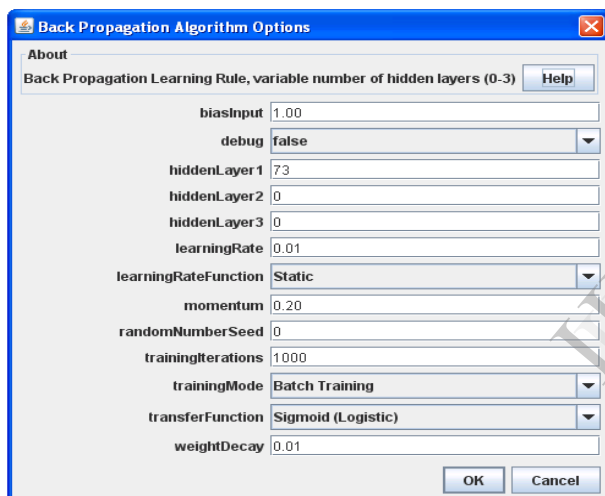 Back Propagation Algorithm Options
About
Back Propagation Learning Rule, variable number of hidden layers (0-3) Help
biasInput 1.00
debug false
hiddenLayer1 73
hiddenLayer2 0
hiddenLayer3 0
learningRate 0.01
learningRateFunction Static
momentum 0.20
randomNumberSeed 0
trainingIterations 1000
trainingMode Batch Training
transferFunction Sigmoid (Logistic)
weightDecay 0.01
OK Cancel